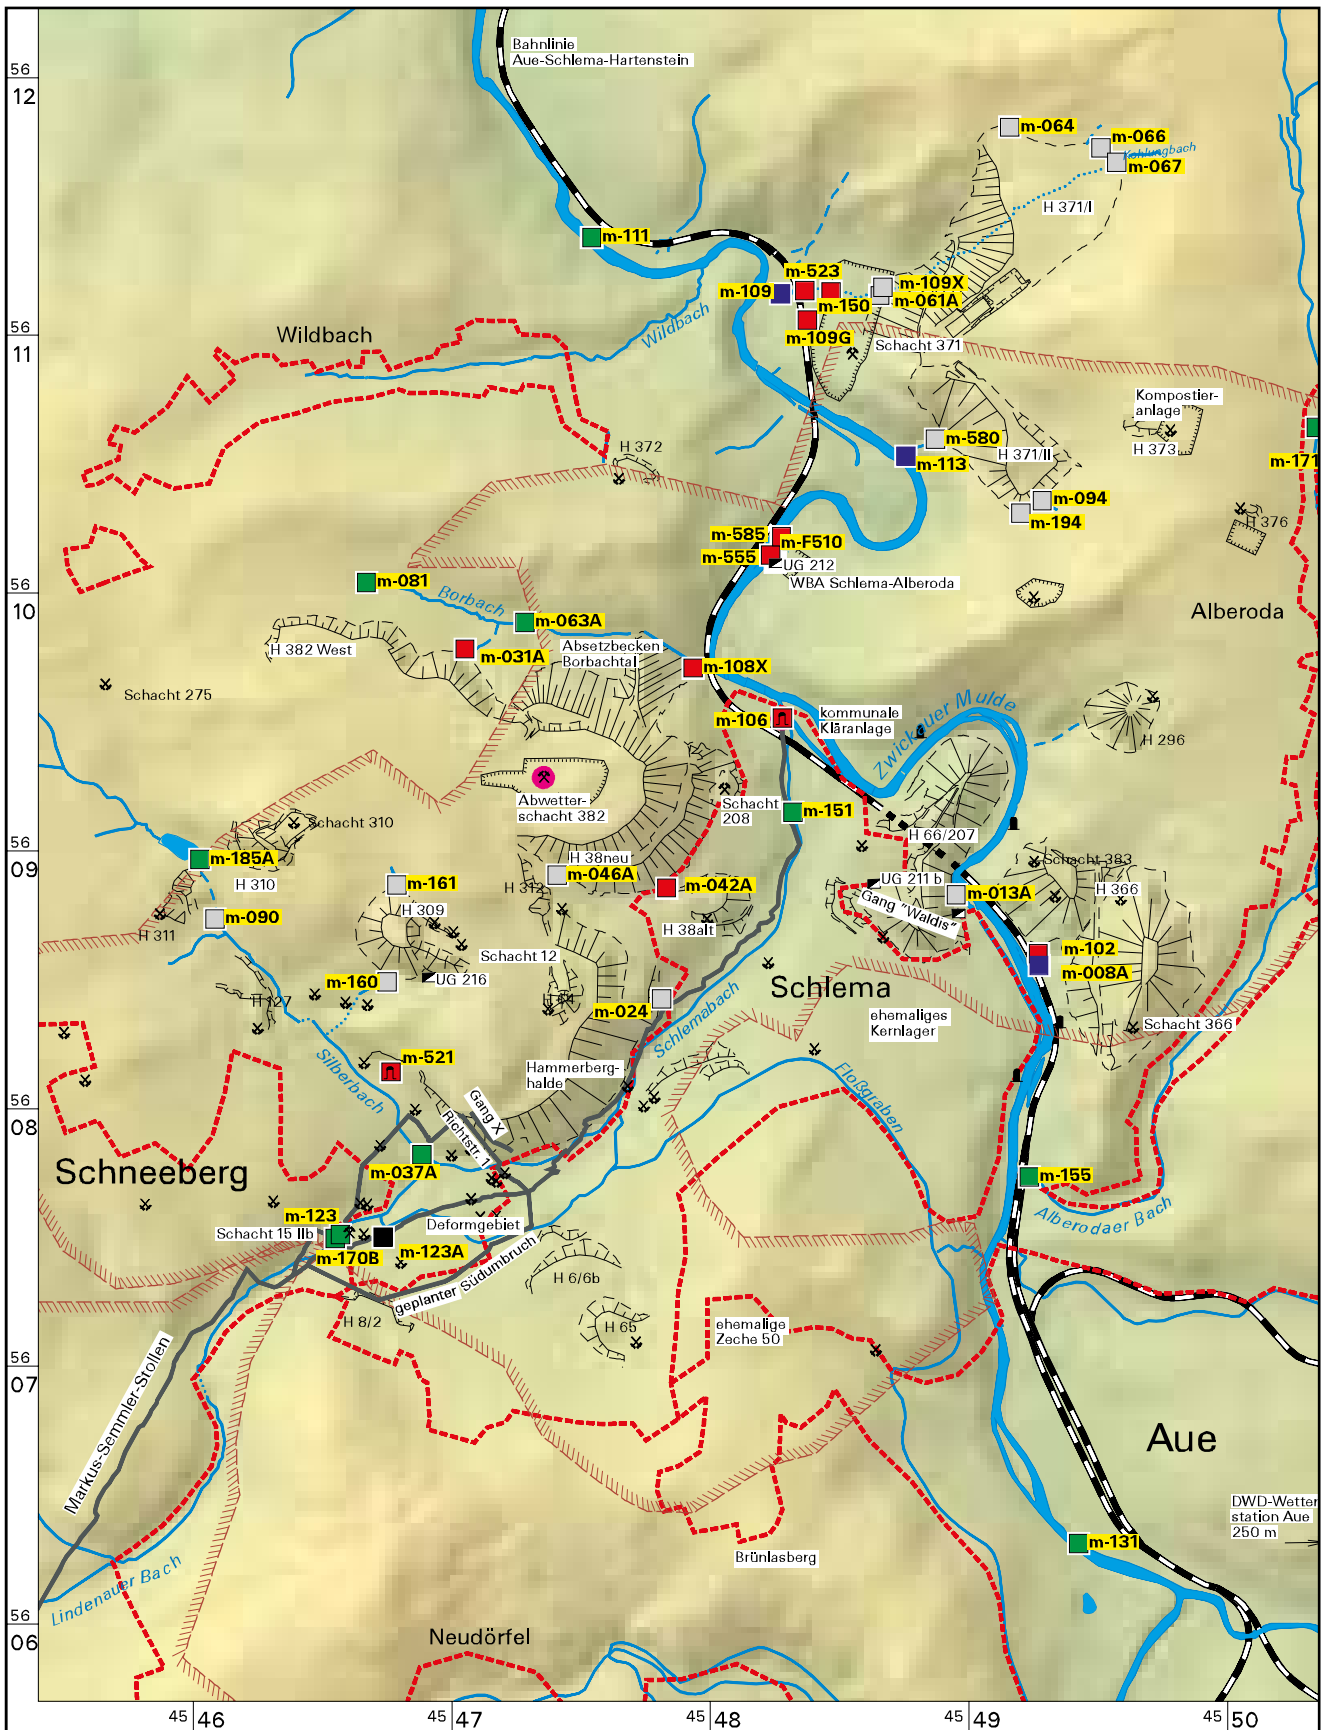 Bahnlinie
Aue-Schlema-Hartenstein
56
12
m-064
m-066
Kohlungbach
m-067
H 371/I
m-111
m-523
m-109
m-109X
m-150
m-061A
m-109G
56
11
Wildbach
Wildbach
Schacht 371
Kompostier-
anlage
m-580
H 372
H 371/II
H 373
m-113
m-171
m-094
m-194
H 376
m-585
m-F510
m-555
UG 212
WBA Schlema-Alberoda
56
10
m-081
Borbach
Alberoda
m-063A
H 382 West
m-031A
Absetzbecken
Borbachtal
m-108X
Schacht 275
m-106
kommunale
Kläranlage
Zwickauer Mulde
H 296
Abwetter-
schacht 382
Schacht
208
m-151
Schacht 310
H 66/207
56
09
m-185A
H 310
H 38neu
m-046A
Schacht 383
m-161
H 312
m-042A
UG 211 b
m-013A
H 366
Gang "Waldis"
m-090
H 309
H 311
H 38alt
Schacht 12
m-102
m-008A
m-160
UG 216
H 127
Schlema
m-024
Schlemabach
ehemaliges
Kernlager
Schacht 366
Silberbach
m-521
Hammerberg-
halde
Floßgraben
56
08
Gang X
Richtstr. 1
Schneeberg
m-037A
m-155
Alberodaer Bach
m-123
Schacht 15 IIb
Deformgebiet
m-170B
m-123A
geplanter Südumbruch
H 6/6b
H 8/2
H 65
ehemalige
Zeche 50
56
07
Markus-Semmler-Stollen
Aue
DWD-Wetter
station Aue
250 m
m-131
Brünlasberg
Lindenauer Bach
56
06
Neudörfel
45 46
45 47
45 48
45 49
45 50